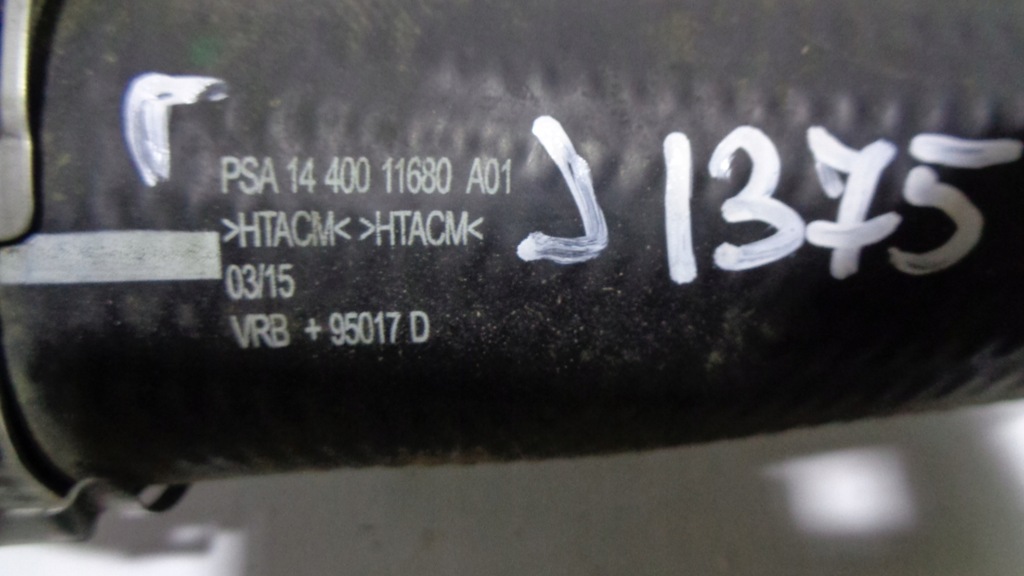 PSA 14 400 11680 A01
>HTACM< >HTACM<
03/15
VRB + 95017 D
1375